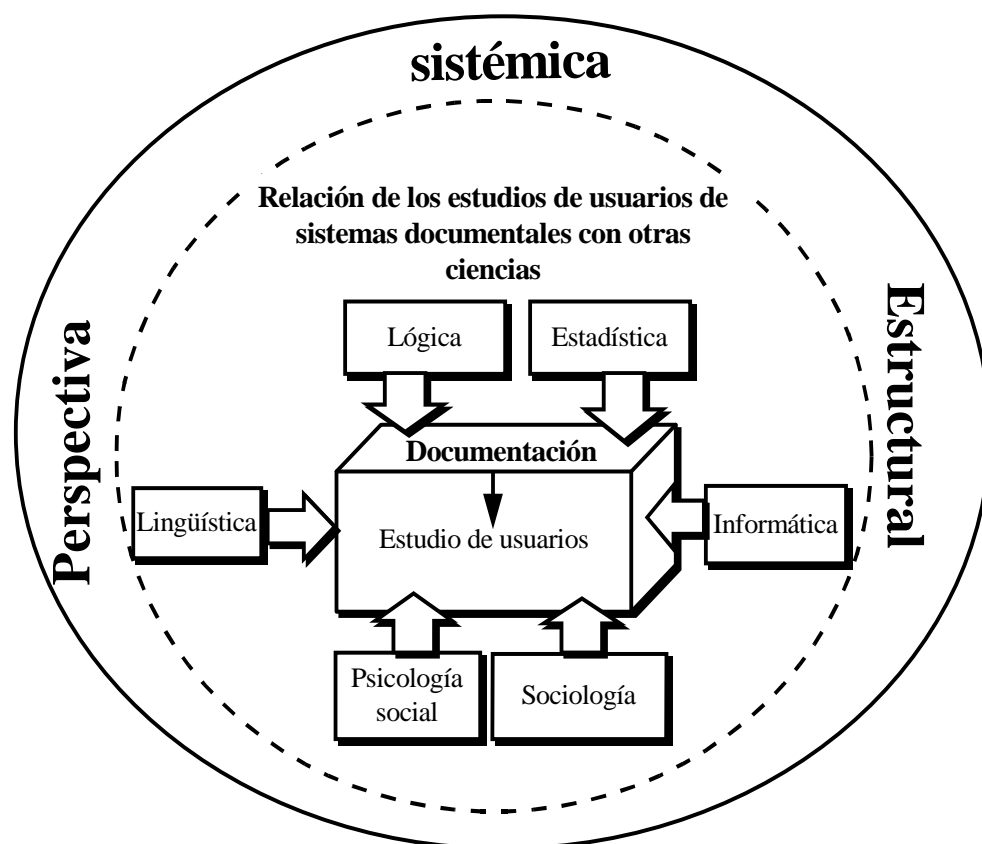 sistémica
Perspectiva
Estructural
Relación de los estudios de usuarios de
sistemas documentales con otras
ciencias
Lógica
Estadística
Documentación
Lingüística
Estudio de usuarios
Informática
Psicología
social
Sociología